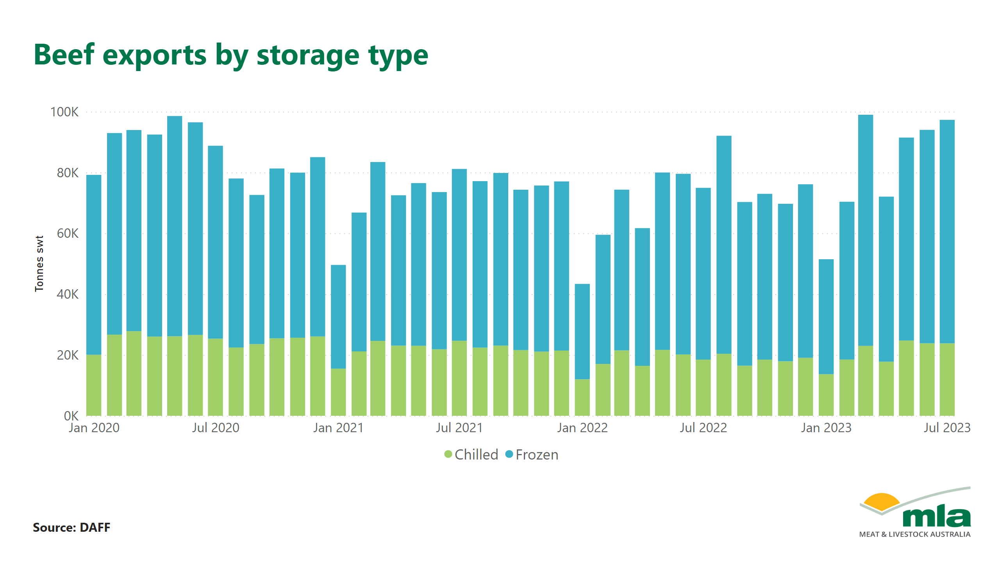 Beef exports by storage type
100K
80K
60K
40K
20K
0K
Tonnes swt
Jan 2020
Jul 2020
Jan 2021
Jul 2021
Jan 2022
Jul 2022
Jan 2023
Jul 2023
Chilled
Frozen
Source: DAFF
mla
MEAT & LIVESTOCK AUSTRALIA